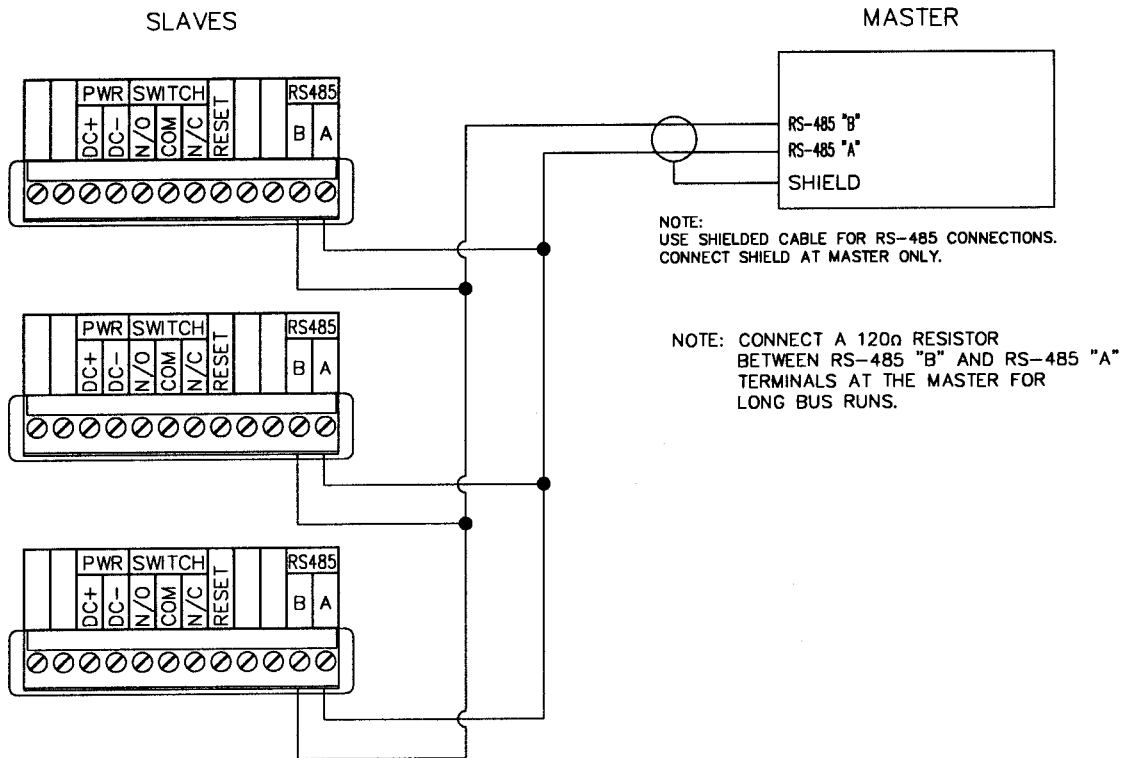 SLAVES
MASTER
PWR SWITCH RESET RS485
DC+ DC- N/O COM N/C B A
RS-485 "B"
RS-485 "A"
SHIELD
NOTE:
USE SHIELDED CABLE FOR RS-485 CONNECTIONS.
CONNECT SHIELD AT MASTER ONLY.
PWR SWITCH RESET RS485
DC+ DC- N/O COM N/C B A
NOTE: CONNECT A 120Ω RESISTOR
BETWEEN RS-485 "B" AND RS-485 "A"
TERMINALS AT THE MASTER FOR
LONG BUS RUNS.
PWR SWITCH RESET RS485
DC+ DC- N/O COM N/C B A